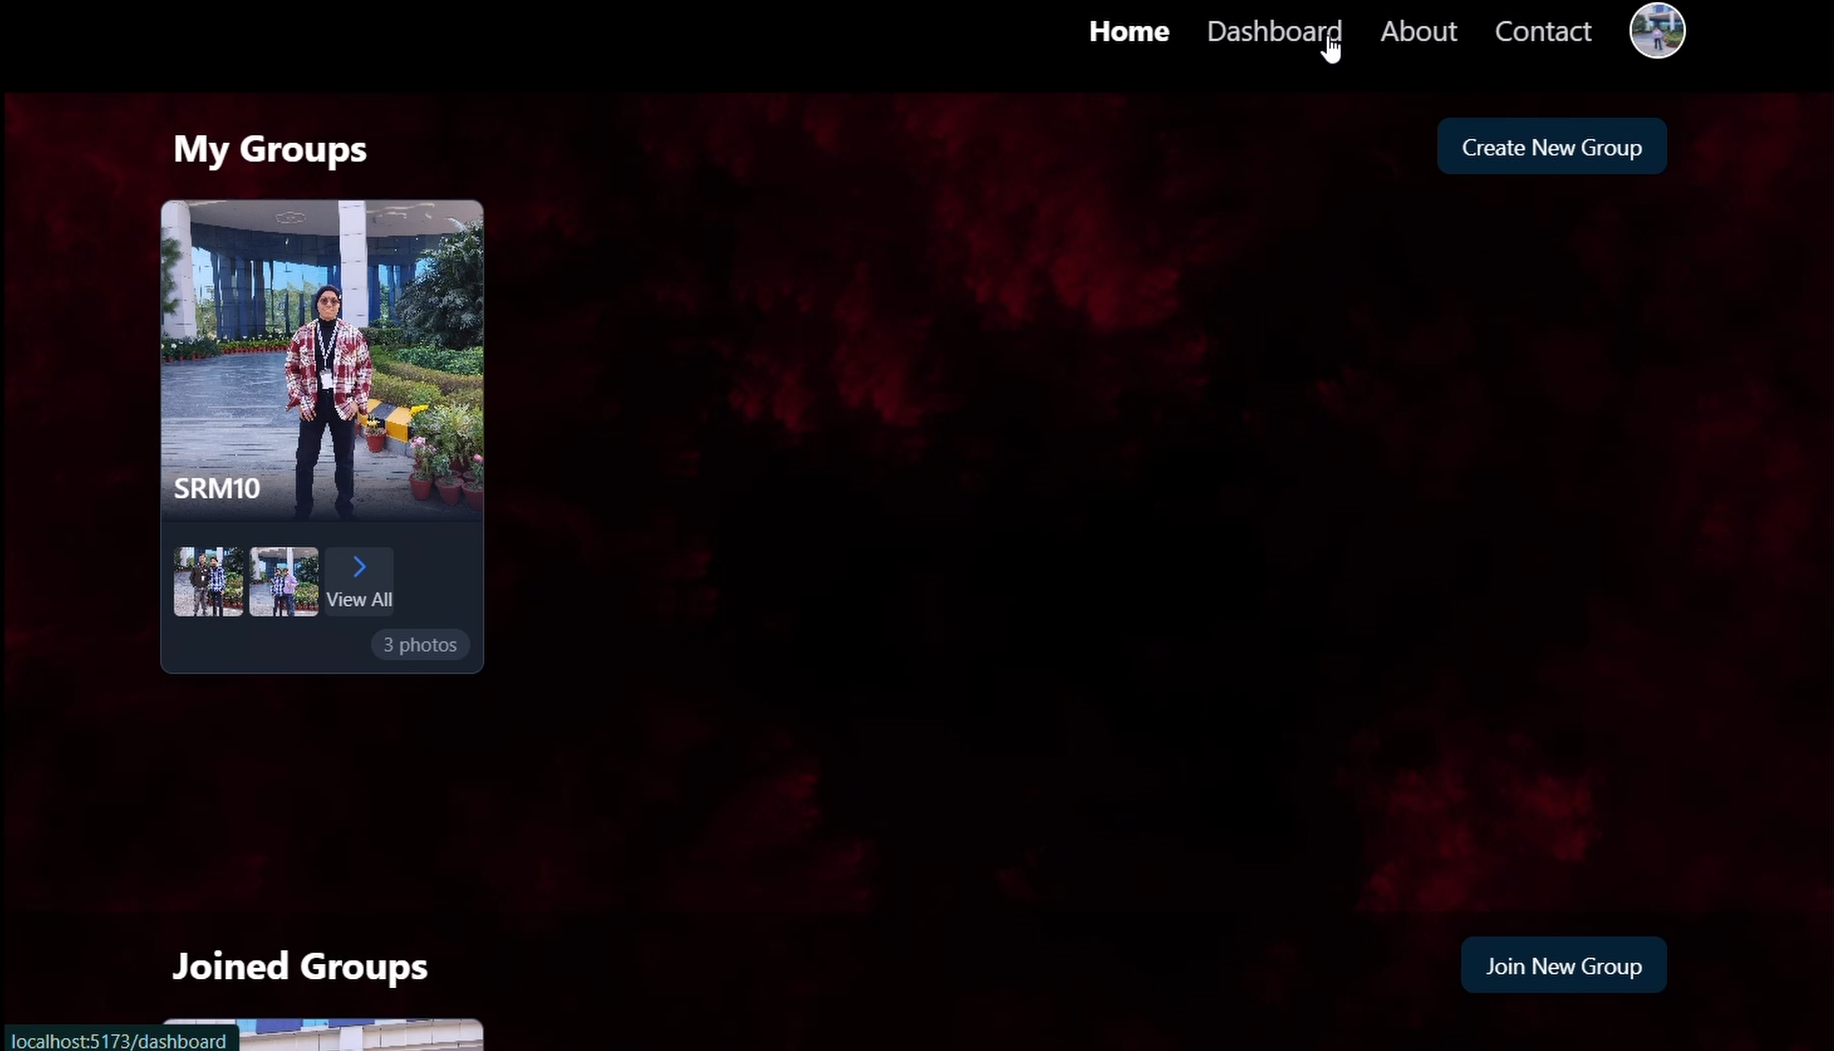 Home Dashboard About Contact
My Groups
Create New Group
SRM10
View All
3 photos
Joined Groups
Join New Group
localhost:5173/dashboard